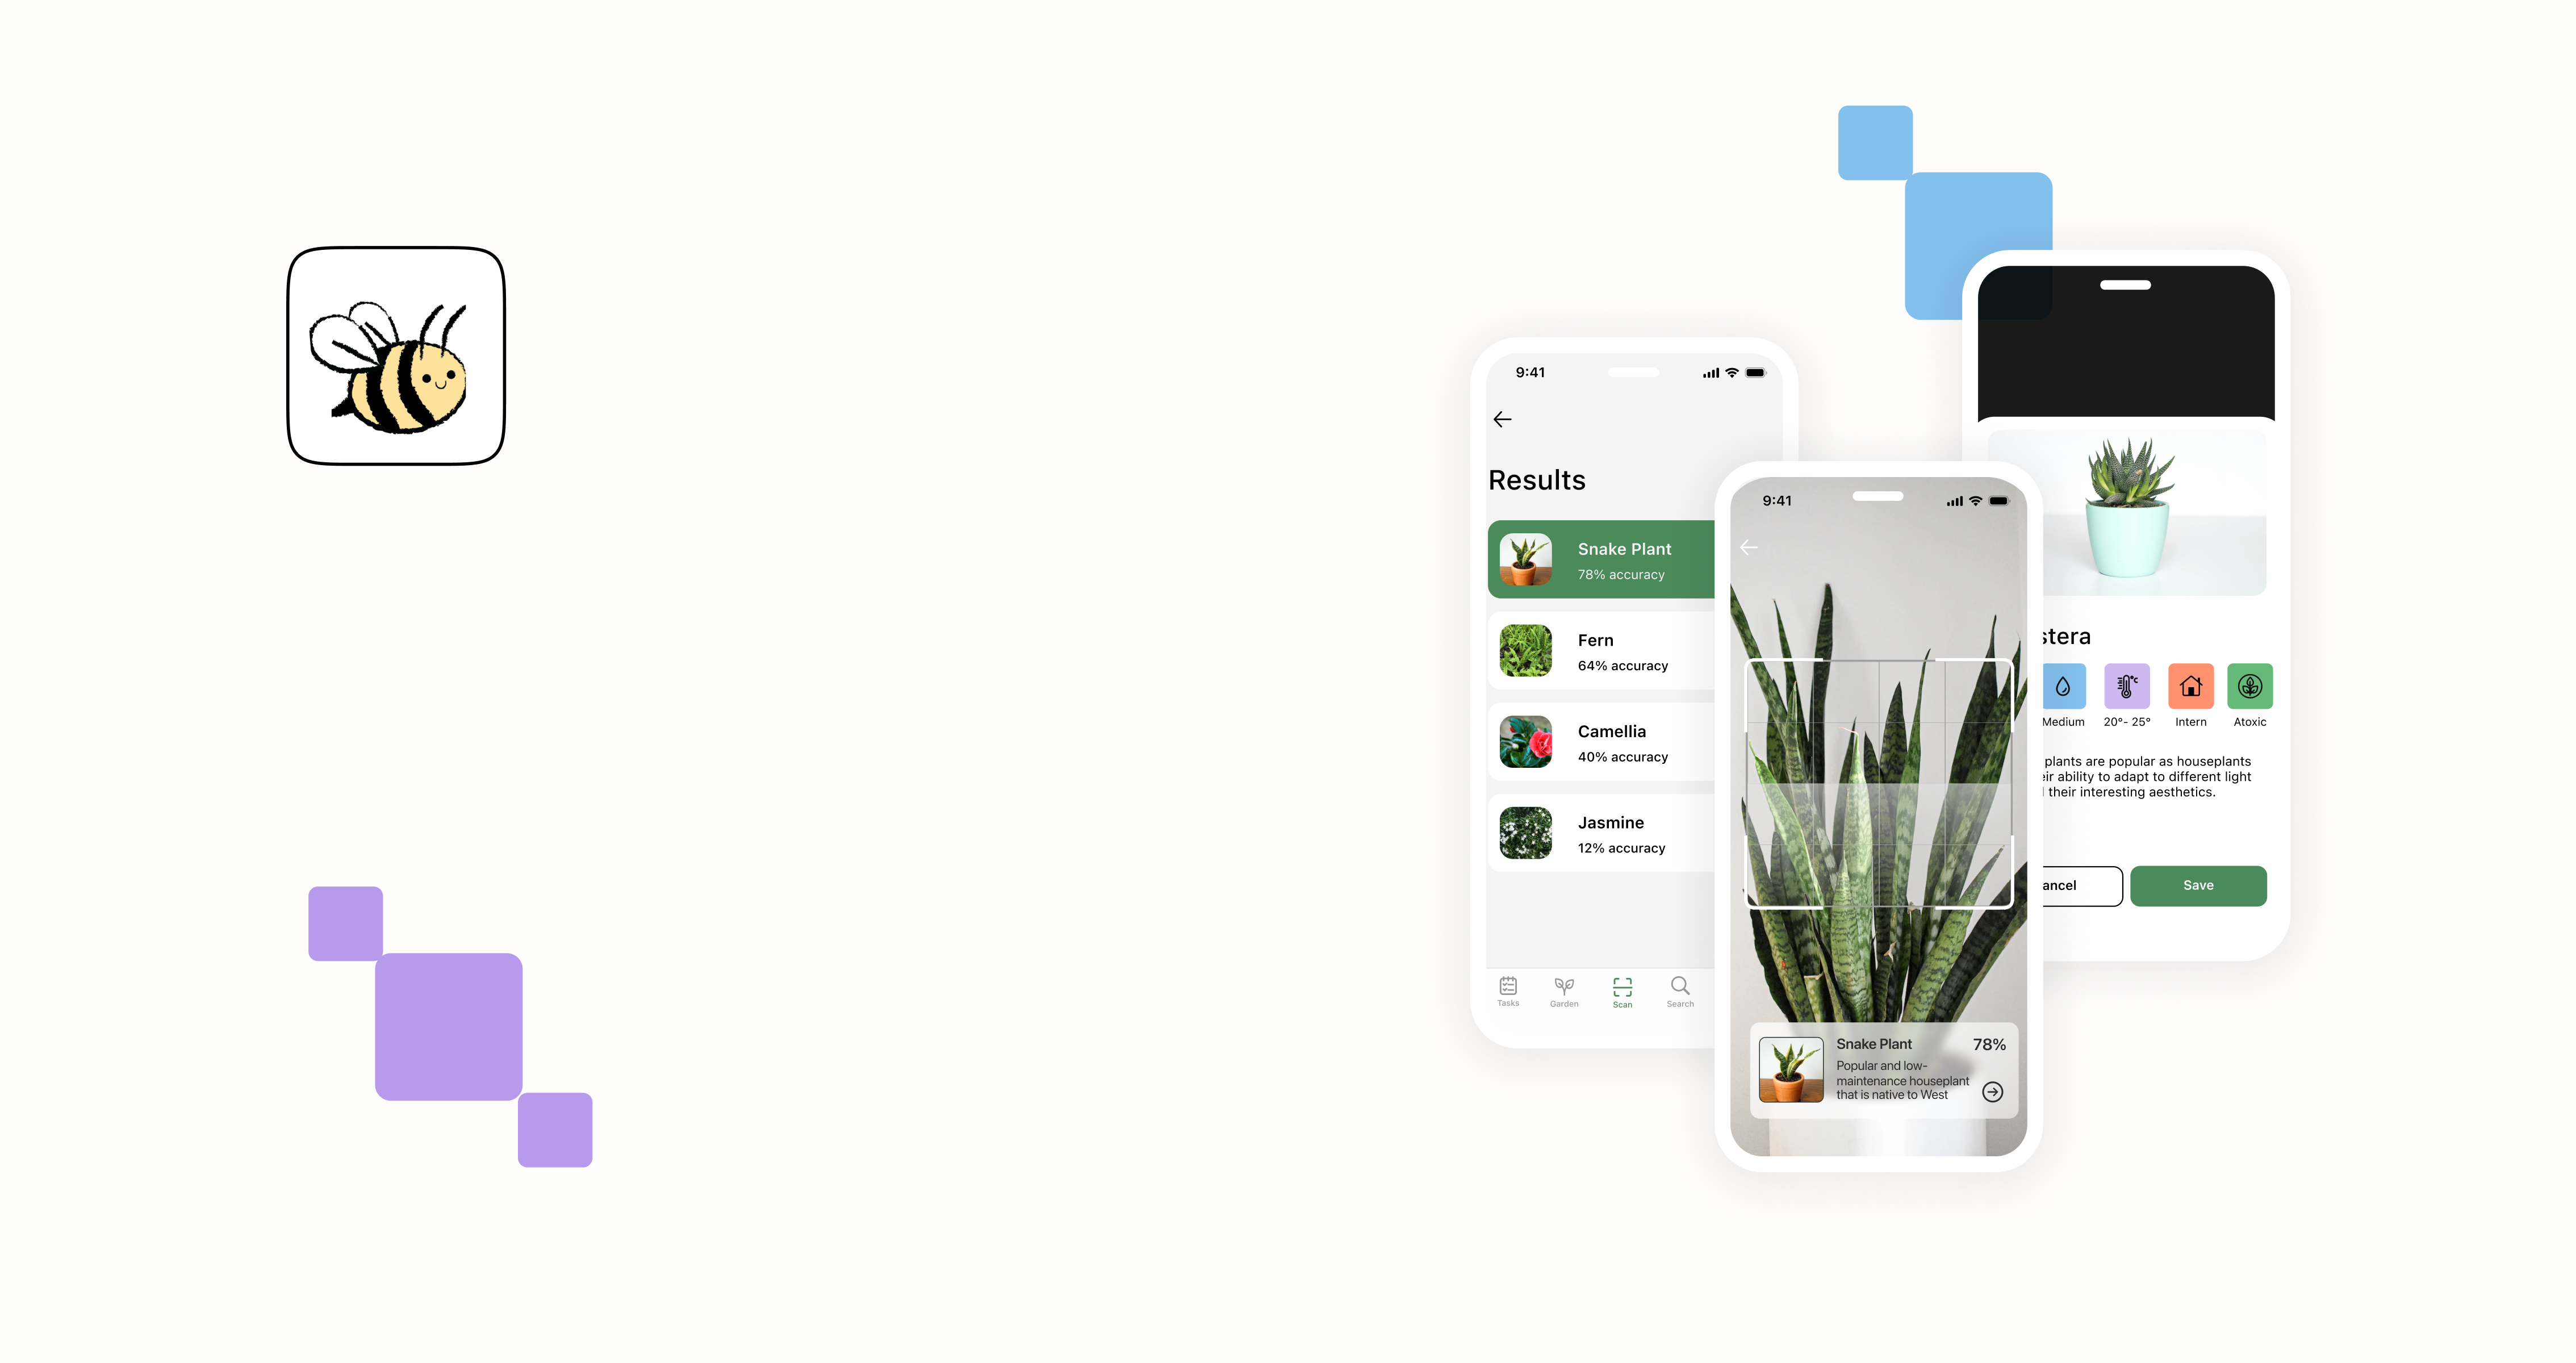 9:41
Results
Snake Plant
78% accuracy
Fern
64% accuracy
Camellia
40% accuracy
Jasmine
12% accuracy
Tasks
Garden
Scan
Search
9:41
Snake Plant
78%
Popular and low-
maintenance houseplant
that is native to West
stera
Medium
20°- 25°
Intern
Atoxic
plants are popular as houseplants
eir ability to adapt to different light
their interesting aesthetics.
ancel
Save